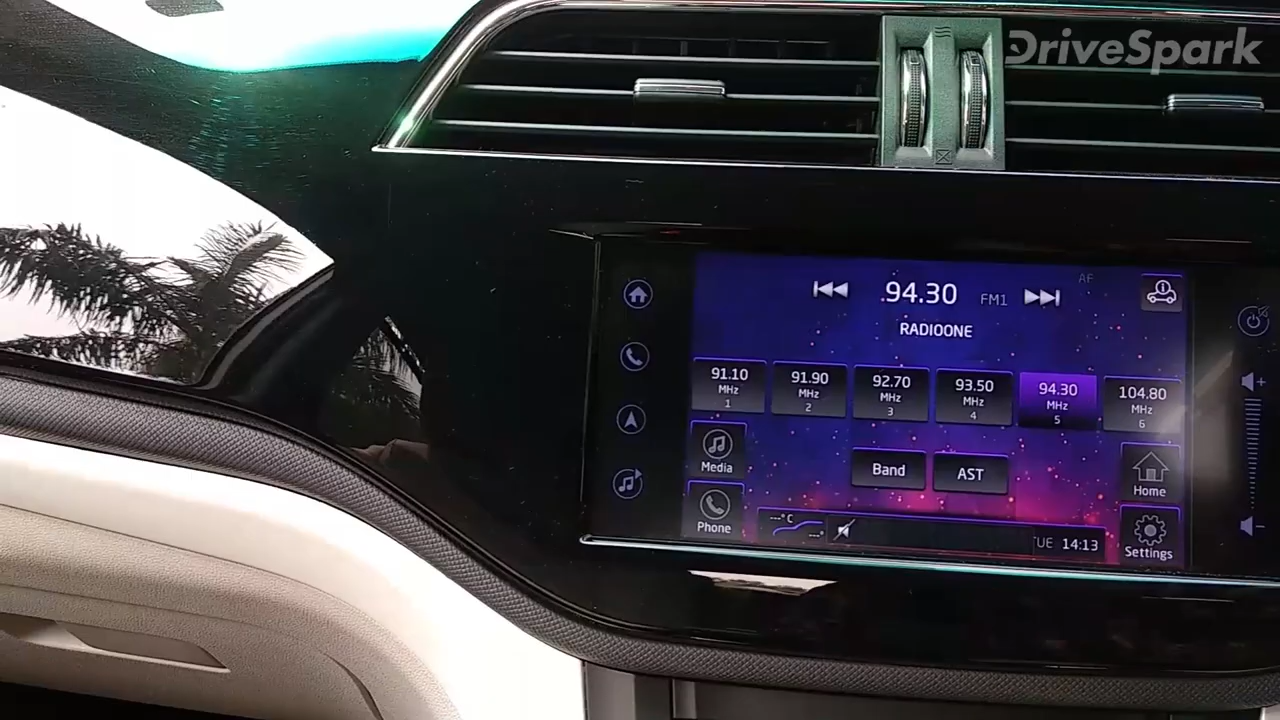 DriveSpark
94.30 FM1
AF
RADIOONE
91.10 MHz 1
91.90 MHz 2
92.70 MHz 3
93.50 MHz 4
94.30 MHz 5
104.80 MHz 6
Media
Band
AST
Home
Phone
---°C
---°
TUE 14:13
Settings